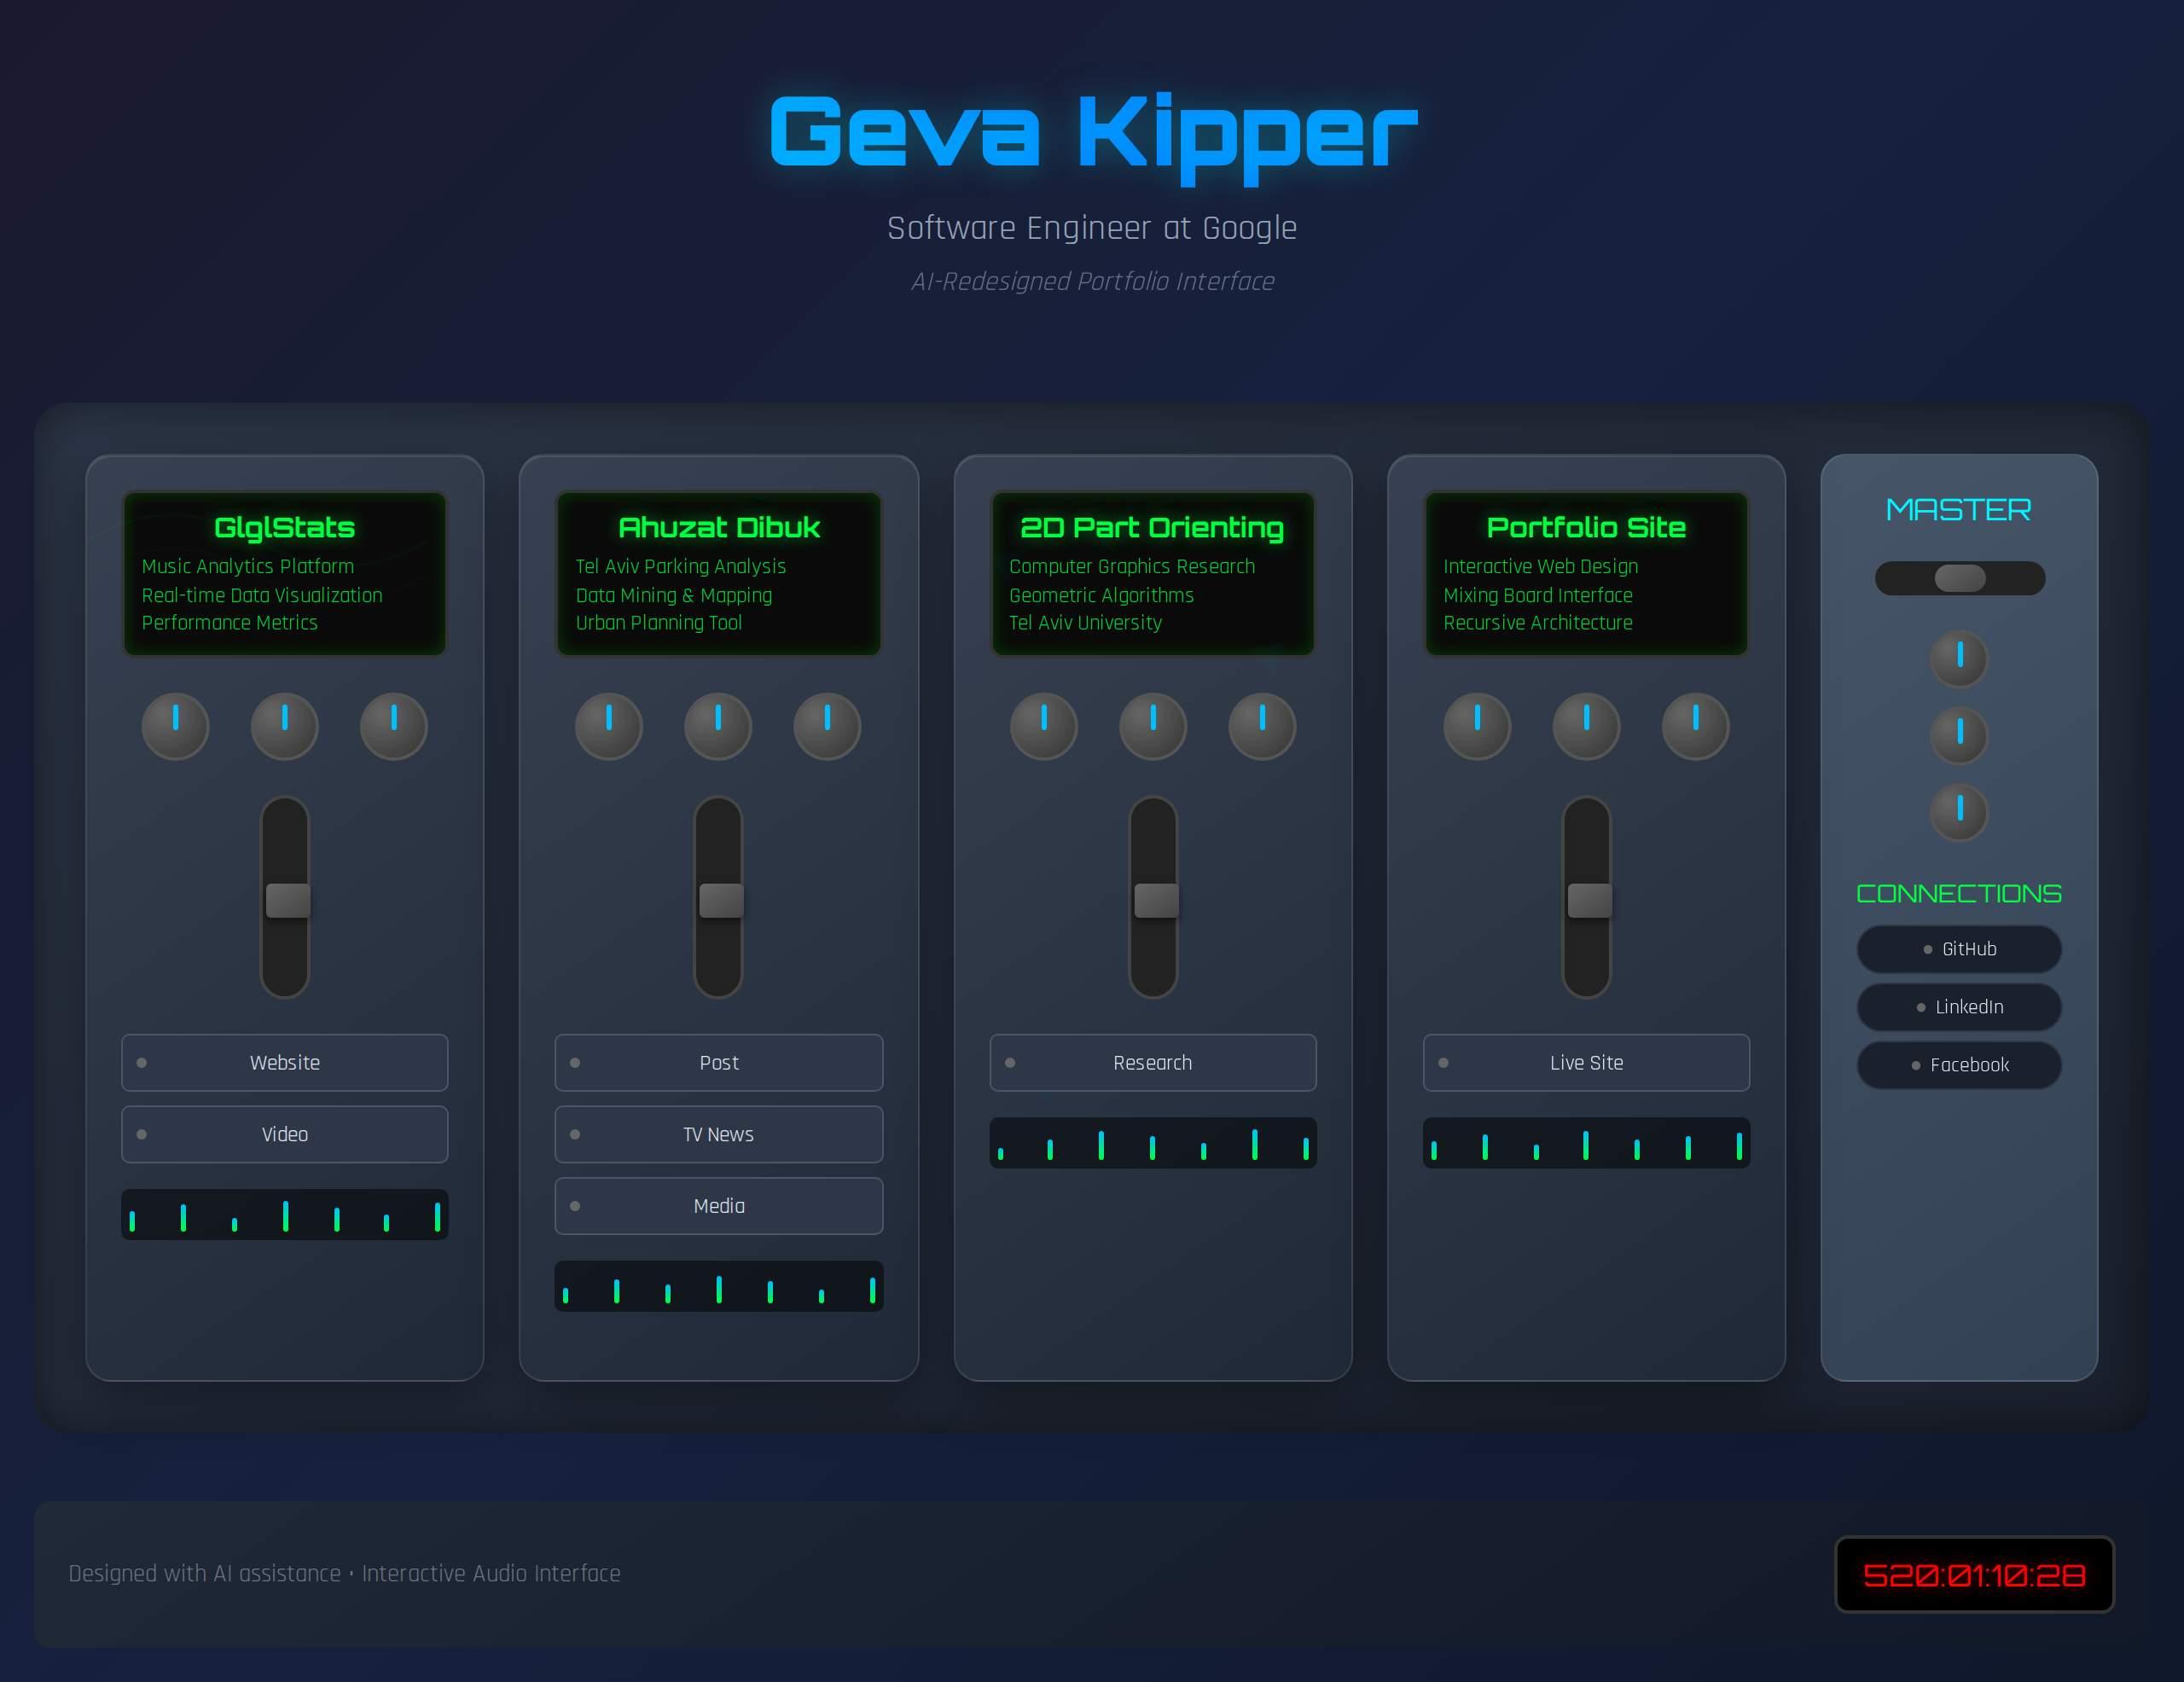 Geva Kipper
Software Engineer at Google
AI-Redesigned Portfolio Interface
GlglStats
Music Analytics Platform
Real-time Data Visualization
Performance Metrics
Website
Video
Ahuzat Dibuk
Tel Aviv Parking Analysis
Data Mining & Mapping
Urban Planning Tool
Post
TV News
Media
2D Part Orienting
Computer Graphics Research
Geometric Algorithms
Tel Aviv University
Research
Portfolio Site
Interactive Web Design
Mixing Board Interface
Recursive Architecture
Live Site
MASTER
CONNECTIONS
GitHub
LinkedIn
Facebook
Designed with AI assistance • Interactive Audio Interface
520:01:10:28